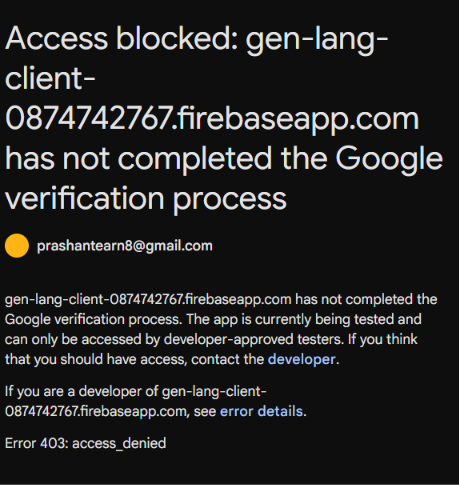 Access blocked: gen-lang-
client-
0874742767.firebaseapp.com
has not completed the Google
verification process
prashantearn8@gmail.com
gen-lang-client-0874742767.firebaseapp.com has not completed the
Google verification process. The app is currently being tested and
can only be accessed by developer-approved testers. If you think
that you should have access, contact the developer.
If you are a developer of gen-lang-client-
0874742767.firebaseapp.com, see error details.
Error 403: access_denied